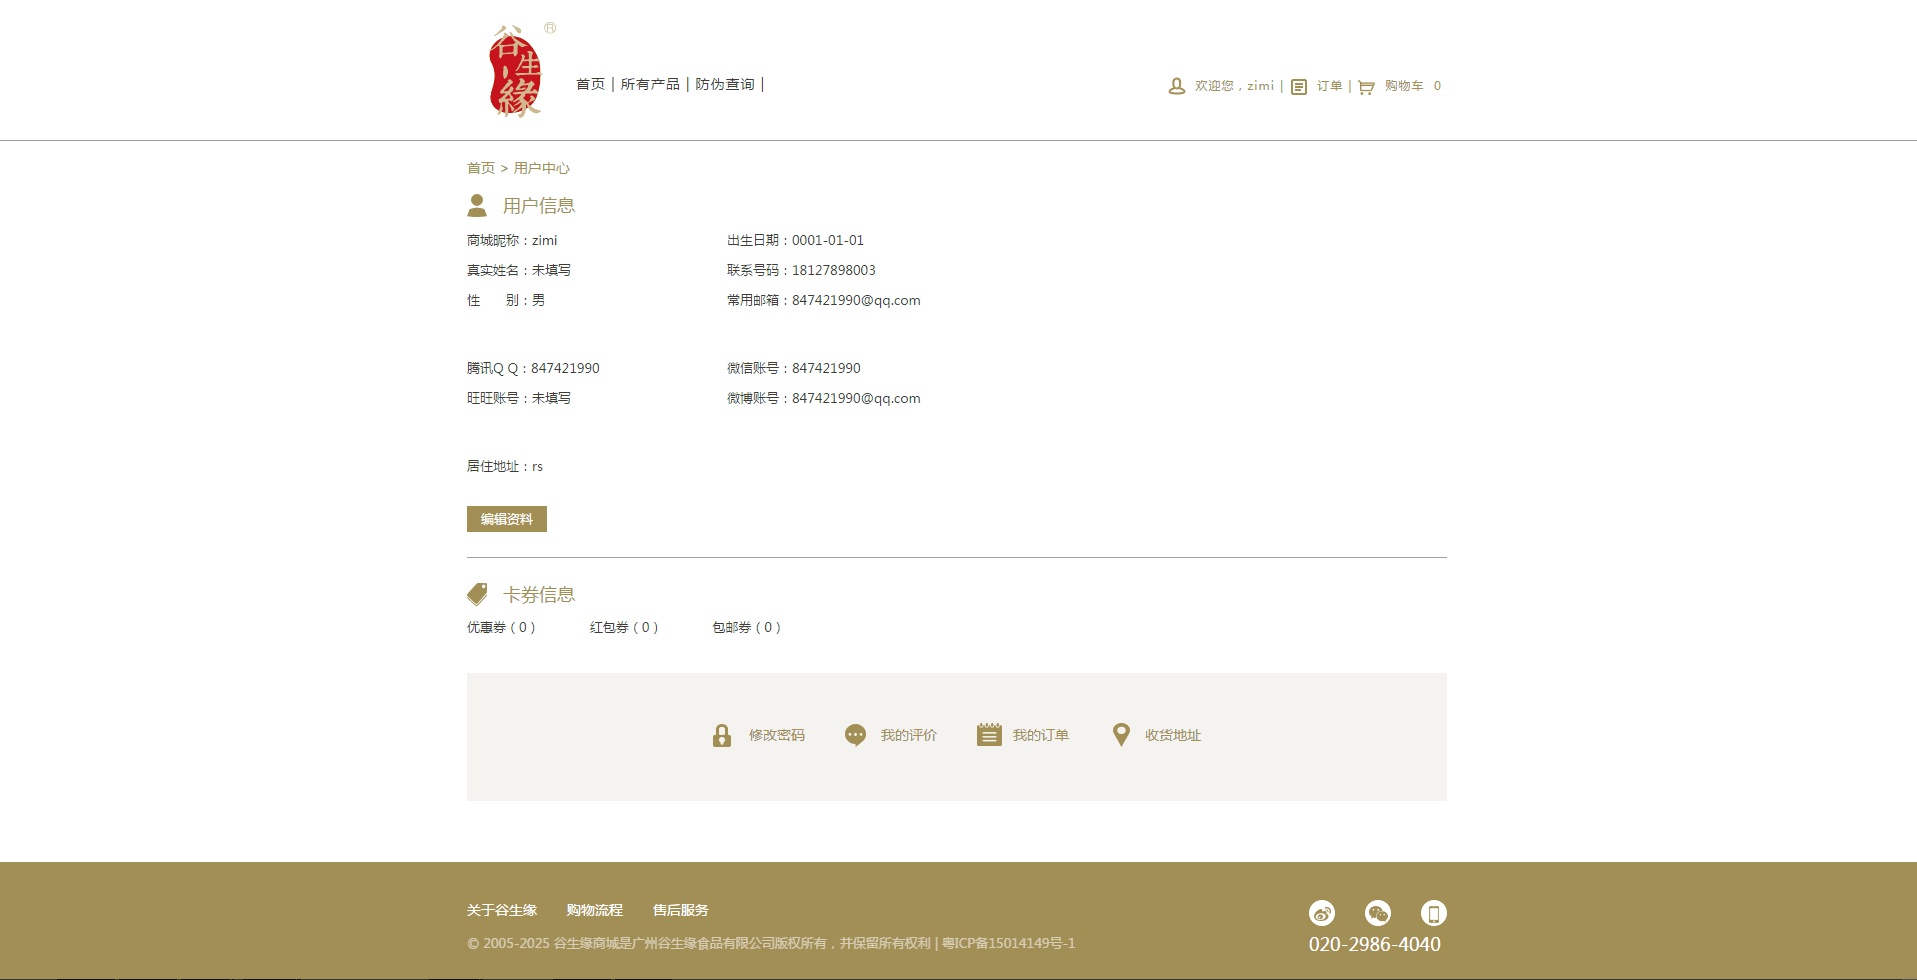 谷生缘 ®
首页 | 所有产品 | 防伪查询 |
欢迎您，zimi | 订单 | 购物车 0
首页 > 用户中心
用户信息
商城昵称：zimi 出生日期：0001-01-01
真实姓名：未填写 联系号码：18127898003
性 别：男 常用邮箱：847421990@qq.com
腾讯Q Q：847421990 微信账号：847421990
旺旺账号：未填写 微博账号：847421990@qq.com
居住地址：rs
编辑资料
卡券信息
优惠券（0） 红包券（0） 包邮券（0）
修改密码 我的评价 我的订单 收货地址
关于谷生缘 购物流程 售后服务
© 2005-2025 谷生缘商城是广州谷生缘食品有限公司版权所有，并保留所有权利 | 粤ICP备15014149号-1
020-2986-4040